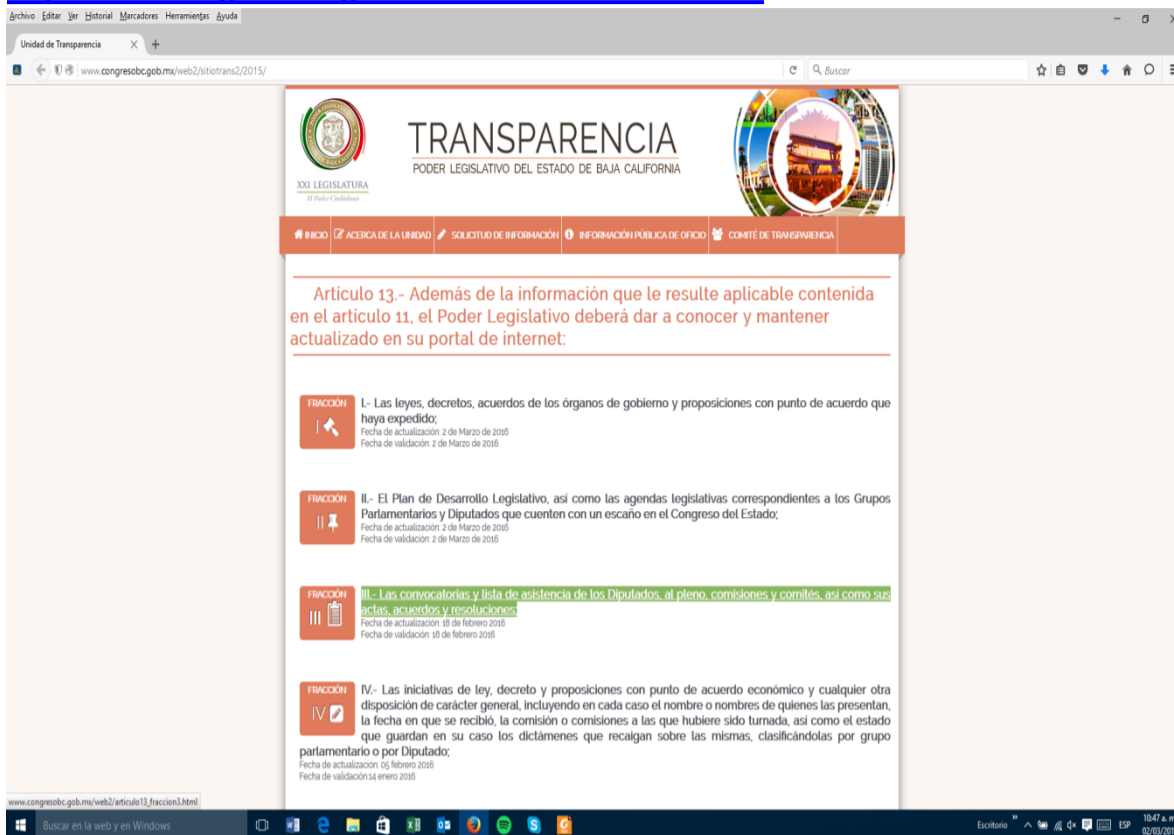 Archivo Editar Ver Historial Marcadores Herramientas Ayuda
Unidad de Transparencia
www.congresobc.gob.mx/web2/sitiotrans2/2015/
Buscar
TRANSPARENCIA
PODER LEGISLATIVO DEL ESTADO DE BAJA CALIFORNIA
XXI LEGISLATURA
El Poder Ciudadano
INICIO ACERCA DE LA UNIDAD SOLICITUD DE INFORMACIÓN INFORMACIÓN PÚBLICA DE OFICIO COMITÉ DE TRANSPARENCIA
Artículo 13.- Además de la información que le resulte aplicable contenida
en el artículo 11, el Poder Legislativo deberá dar a conocer y mantener
actualizado en su portal de internet:
FRACCIÓN
I
I.- Las leyes, decretos, acuerdos de los órganos de gobierno y proposiciones con punto de acuerdo que
haya expedido;
Fecha de actualización: 2 de Marzo de 2016
Fecha de validación: 2 de Marzo de 2016
FRACCIÓN
II
II.- El Plan de Desarrollo Legislativo, así como las agendas legislativas correspondientes a los Grupos
Parlamentarios y Diputados que cuenten con un escaño en el Congreso del Estado;
Fecha de actualización: 2 de Marzo de 2016
Fecha de validación: 2 de Marzo de 2016
FRACCIÓN
III
III.- Las convocatorias y lista de asistencia de los Diputados, al pleno, comisiones y comités, así como sus
actas, acuerdos y resoluciones;
Fecha de actualización: 18 de febrero 2016
Fecha de validación: 18 de febrero 2016
FRACCIÓN
IV
IV.- Las iniciativas de ley, decreto y proposiciones con punto de acuerdo económico y cualquier otra
disposición de carácter general, incluyendo en cada caso el nombre o nombres de quienes las presentan,
la fecha en que se recibió, la comisión o comisiones a las que hubiere sido turnada, así como el estado
que guardan en su caso los dictámenes que recaigan sobre las mismas, clasificándolas por grupo
parlamentario o por Diputado;
Fecha de actualización: 05 febrero 2016
Fecha de validación:14 enero 2016
www.congresobc.gob.mx/web2/articulo13_fraccion3.html
Buscar en la web y en Windows
Escritorio
ESP
10:47 a.
02/03/20